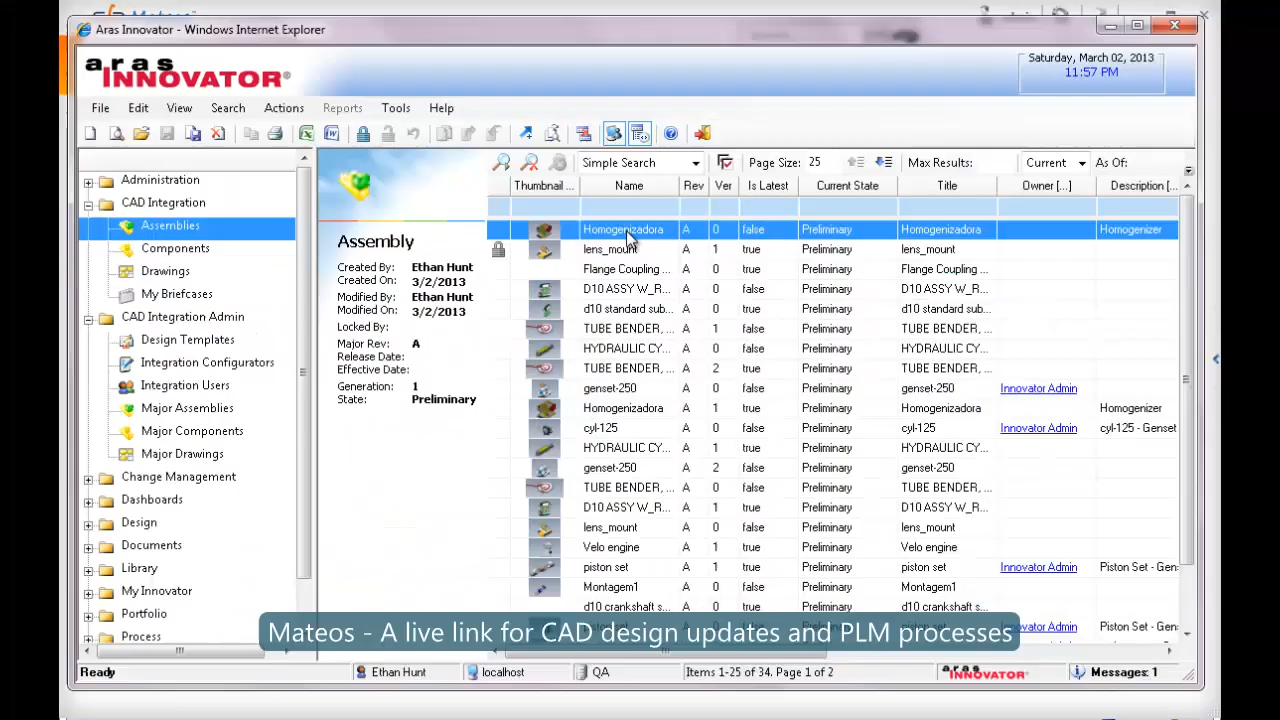 Mateos
Aras Innovator - Windows Internet Explorer
aras
INNOVATOR®
Saturday, March 02, 2013
11:57 PM
File Edit View Search Actions Reports Tools Help
Simple Search Page Size: 25 Max Results: Current As Of:
Administration
CAD Integration
Assemblies
Components
Drawings
My Briefcases
CAD Integration Admin
Design Templates
Integration Configurators
Integration Users
Major Assemblies
Major Components
Major Drawings
Change Management
Dashboards
Design
Documents
Library
My Innovator
Portfolio
Process
Assembly
Created By: Ethan Hunt
Created On: 3/2/2013
Modified By: Ethan Hunt
Modified On: 3/2/2013
Locked By:
Major Rev: A
Release Date:
Effective Date:
Generation: 1
State: Preliminary
Thumbnail ... Name Rev Ver Is Latest Current State Title Owner [...] Description [...
Homogenizadora A 0 false Preliminary Homogenizadora Homogenizer
lens_mount A 1 true Preliminary lens_mount
Flange Coupling ... A 0 true Preliminary Flange Coupling ...
D10 ASSY W_R... A 0 false Preliminary D10 ASSY W_R...
d10 standard sub... A 0 true Preliminary d10 standard sub...
TUBE BENDER, ... A 1 false Preliminary TUBE BENDER, ...
HYDRAULIC CY... A 0 false Preliminary HYDRAULIC CY...
TUBE BENDER, ... A 2 true Preliminary TUBE BENDER, ...
genset-250 A 0 false Preliminary genset-250 Innovator Admin
Homogenizadora A 1 true Preliminary Homogenizadora Homogenizer
cyl-125 A 0 true Preliminary cyl-125 Innovator Admin cyl-125 - Genset
HYDRAULIC CY... A 1 true Preliminary HYDRAULIC CY...
genset-250 A 2 false Preliminary genset-250
TUBE BENDER, ... A 0 false Preliminary TUBE BENDER, ...
D10 ASSY W_R... A 1 true Preliminary D10 ASSY W_R...
lens_mount A 0 false Preliminary lens_mount
Velo engine A 1 true Preliminary Velo engine
piston set A 1 true Preliminary piston set Innovator Admin Piston Set - Gens
Montagem1 A 0 false Preliminary Montagem1
d10 crankshaft s... A 0 true Preliminary d10 crankshaft s...
Mateos - A live link for CAD design updates and PLM processes
Ready Ethan Hunt localhost QA Items 1-25 of 34. Page 1 of 2 aras INNOVATOR Messages: 1